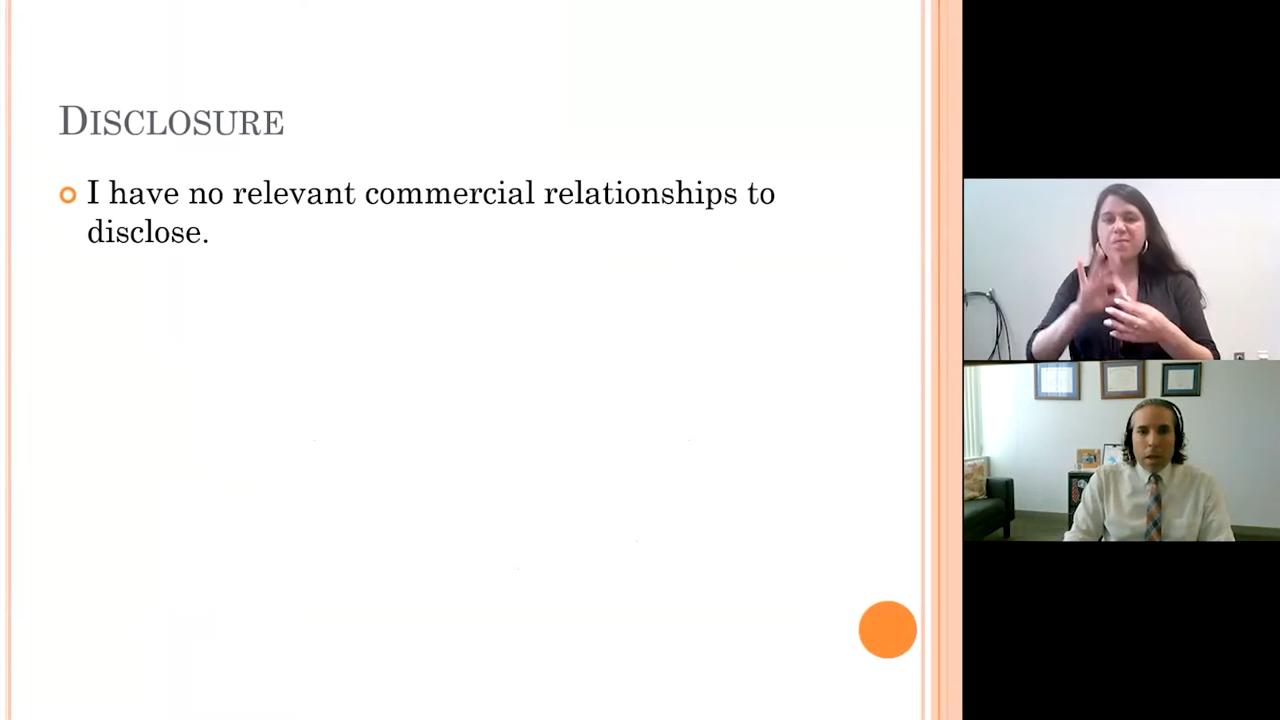 DISCLOSURE
I have no relevant commercial relationships to
disclose.